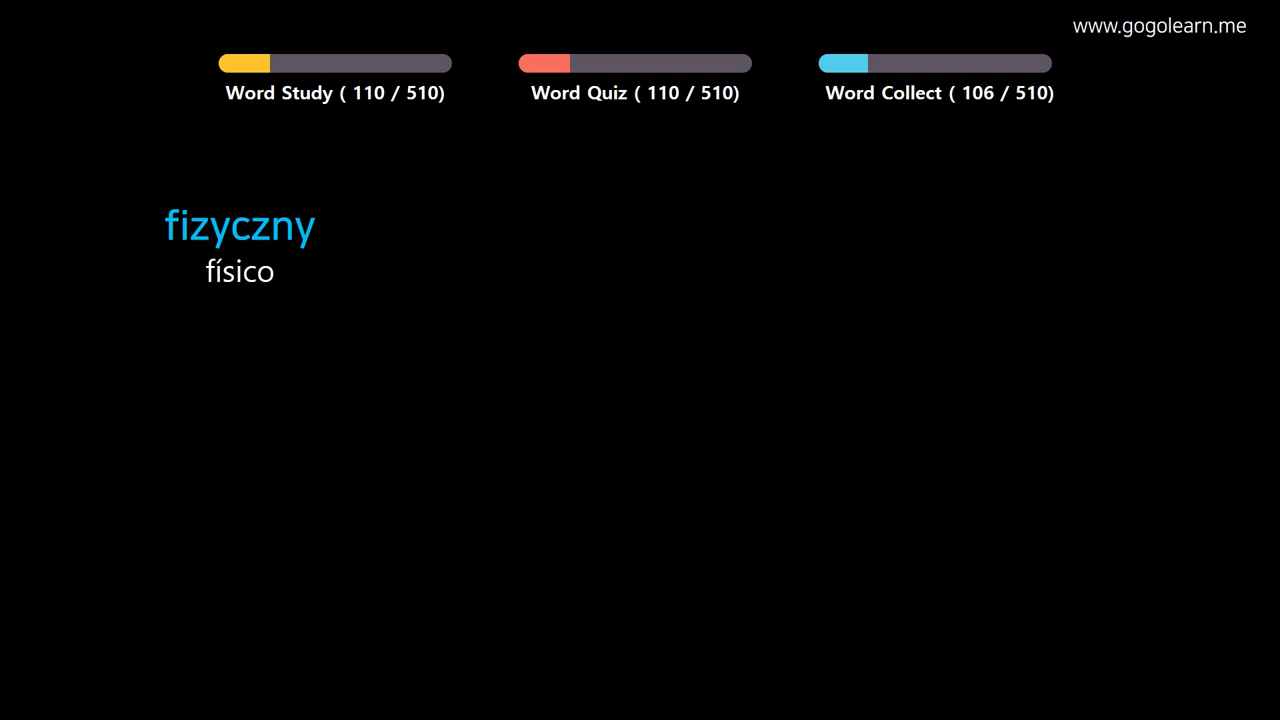 www.gogolearn.me
Word Study ( 110 / 510)
Word Quiz ( 110 / 510)
Word Collect ( 106 / 510)
fizyczny
físico